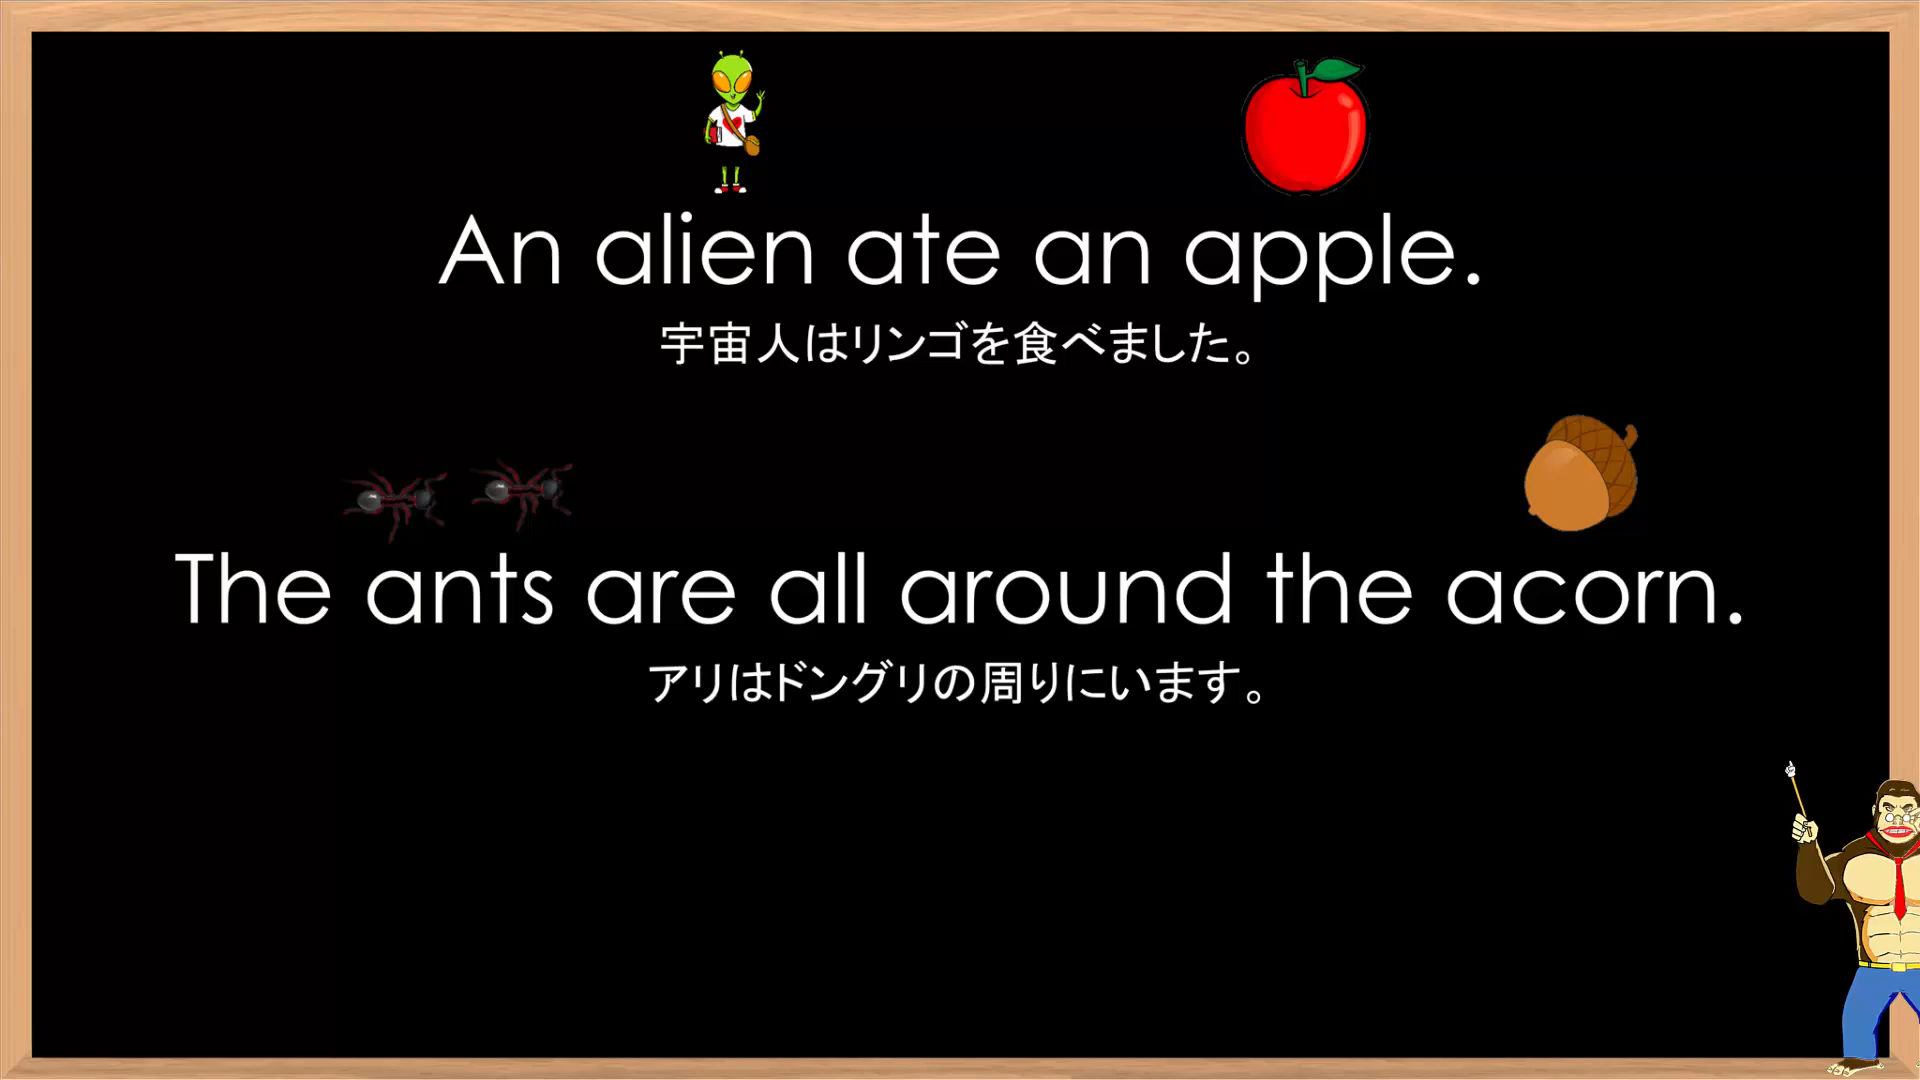 An alien ate an apple.
宇宙人はリンゴを食べました。
The ants are all around the acorn.
アリはドングリの周りにいます。